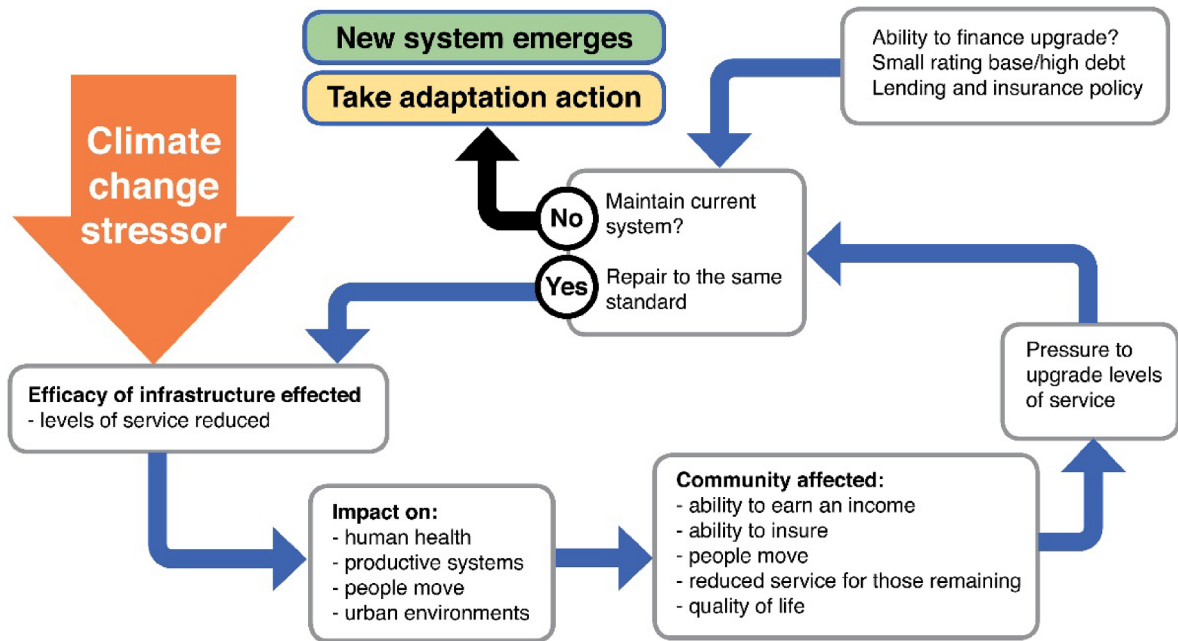 New system emerges
Take adaptation action
Ability to finance upgrade?
Small rating base/high debt
Lending and insurance policy
Climate
change
stressor
No
Maintain current
system?
Yes
Repair to the same
standard
Efficacy of infrastructure effected
- levels of service reduced
Impact on:
- human health
- productive systems
- people move
- urban environments
Community affected:
- ability to earn an income
- ability to insure
- people move
- reduced service for those remaining
- quality of life
Pressure to
upgrade levels
of service